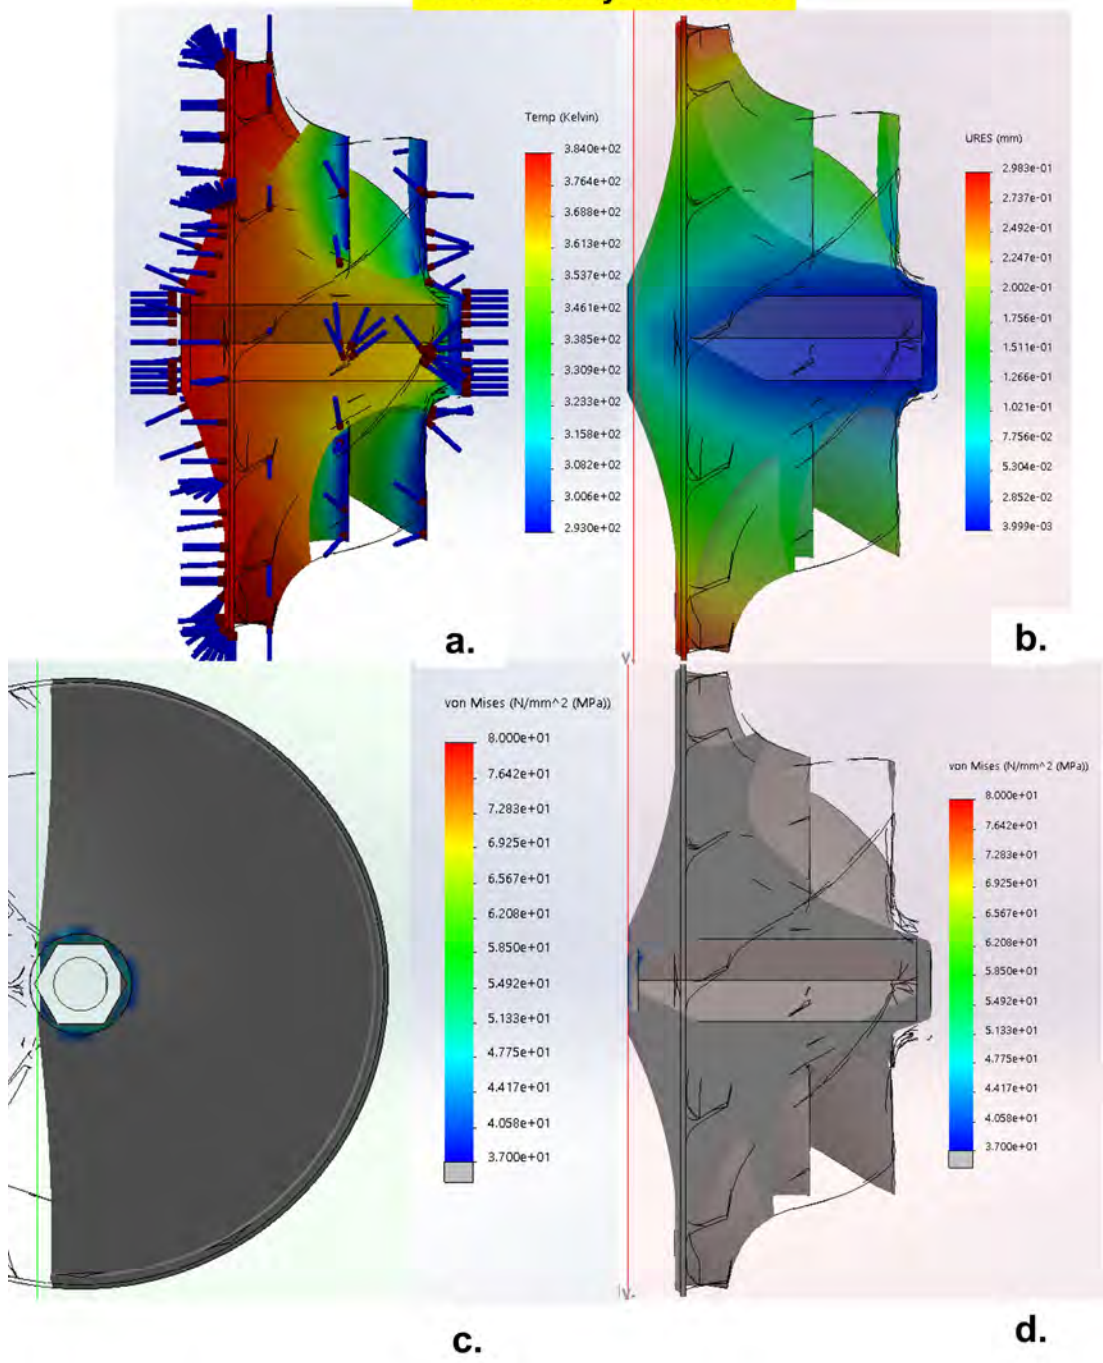 Temp (Kelvin)
3.840e+02
3.764e+02
3.688e+02
3.613e+02
3.537e+02
3.461e+02
3.385e+02
3.309e+02
3.233e+02
3.158e+02
3.082e+02
3.006e+02
2.930e+02
a.
URES (mm)
2.983e-01
2.737e-01
2.492e-01
2.247e-01
2.001e-01
1.756e-01
1.511e-01
1.266e-01
1.021e-01
7.756e-02
5.304e-02
2.852e-02
3.999e-03
b.
von Mises (N/mm^2 (MPa))
8.000e+01
7.642e+01
7.283e+01
6.925e+01
6.567e+01
6.208e+01
5.850e+01
5.492e+01
5.133e+01
4.775e+01
4.417e+01
4.058e+01
3.700e+01
c.
von Mises (N/mm^2 (MPa))
8.000e+01
7.642e+01
7.283e+01
6.925e+01
6.567e+01
6.208e+01
5.850e+01
5.492e+01
5.133e+01
4.775e+01
4.417e+01
4.058e+01
3.700e+01
d.